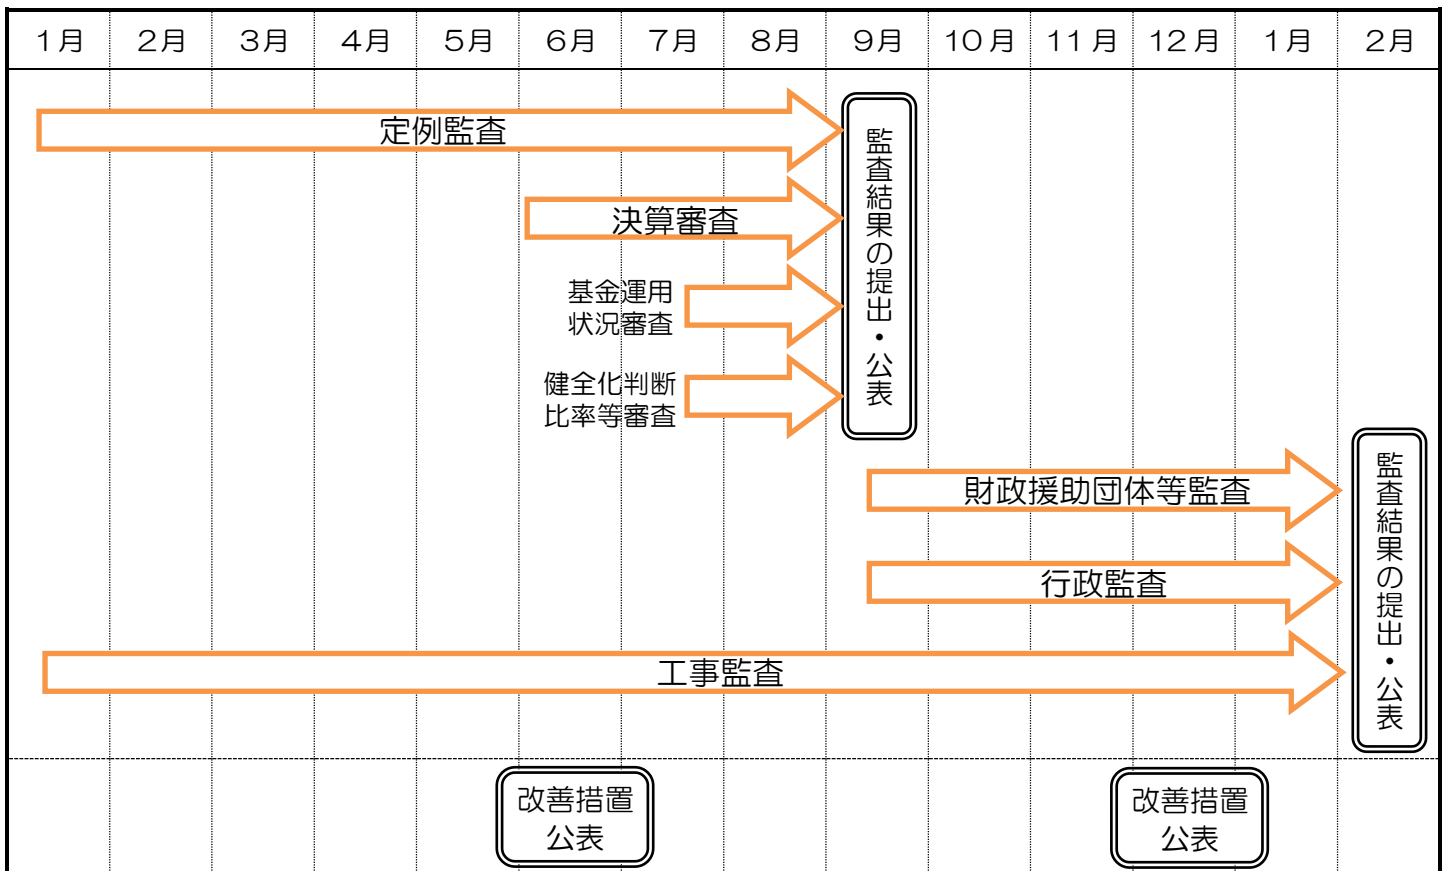 1月 2月 3月 4月 5月 6月 7月 8月 9月 10月 11月 12月 1月 2月
定例監査
決算審査
基金運用
状況審査
健全化判断
比率等審査
監査結果の提出・公表
財政援助団体等監査
行政監査
工事監査
監査結果の提出・公表
改善措置
公表
改善措置
公表